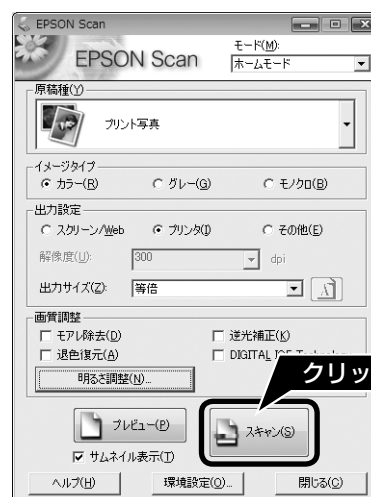 EPSON Scan
EPSON Scan
モード(M):
ホームモード
原稿種(Y)
プリント写真
イメージタイプ
カラー(R)
グレー(G)
モノクロ(B)
出力設定
スクリーン/Web
プリンタ(I)
その他(E)
解像度(U):
300
dpi
出力サイズ(Z):
等倍
画質調整
モアレ除去(D)
逆光補正(K)
退色復元(A)
DIGITAL ICE Technology
明るさ調整(N)...
クリッ
プレビュー(P)
スキャン(S)
サムネイル表示(T)
ヘルプ(H)
環境設定(O)...
閉じる(C)